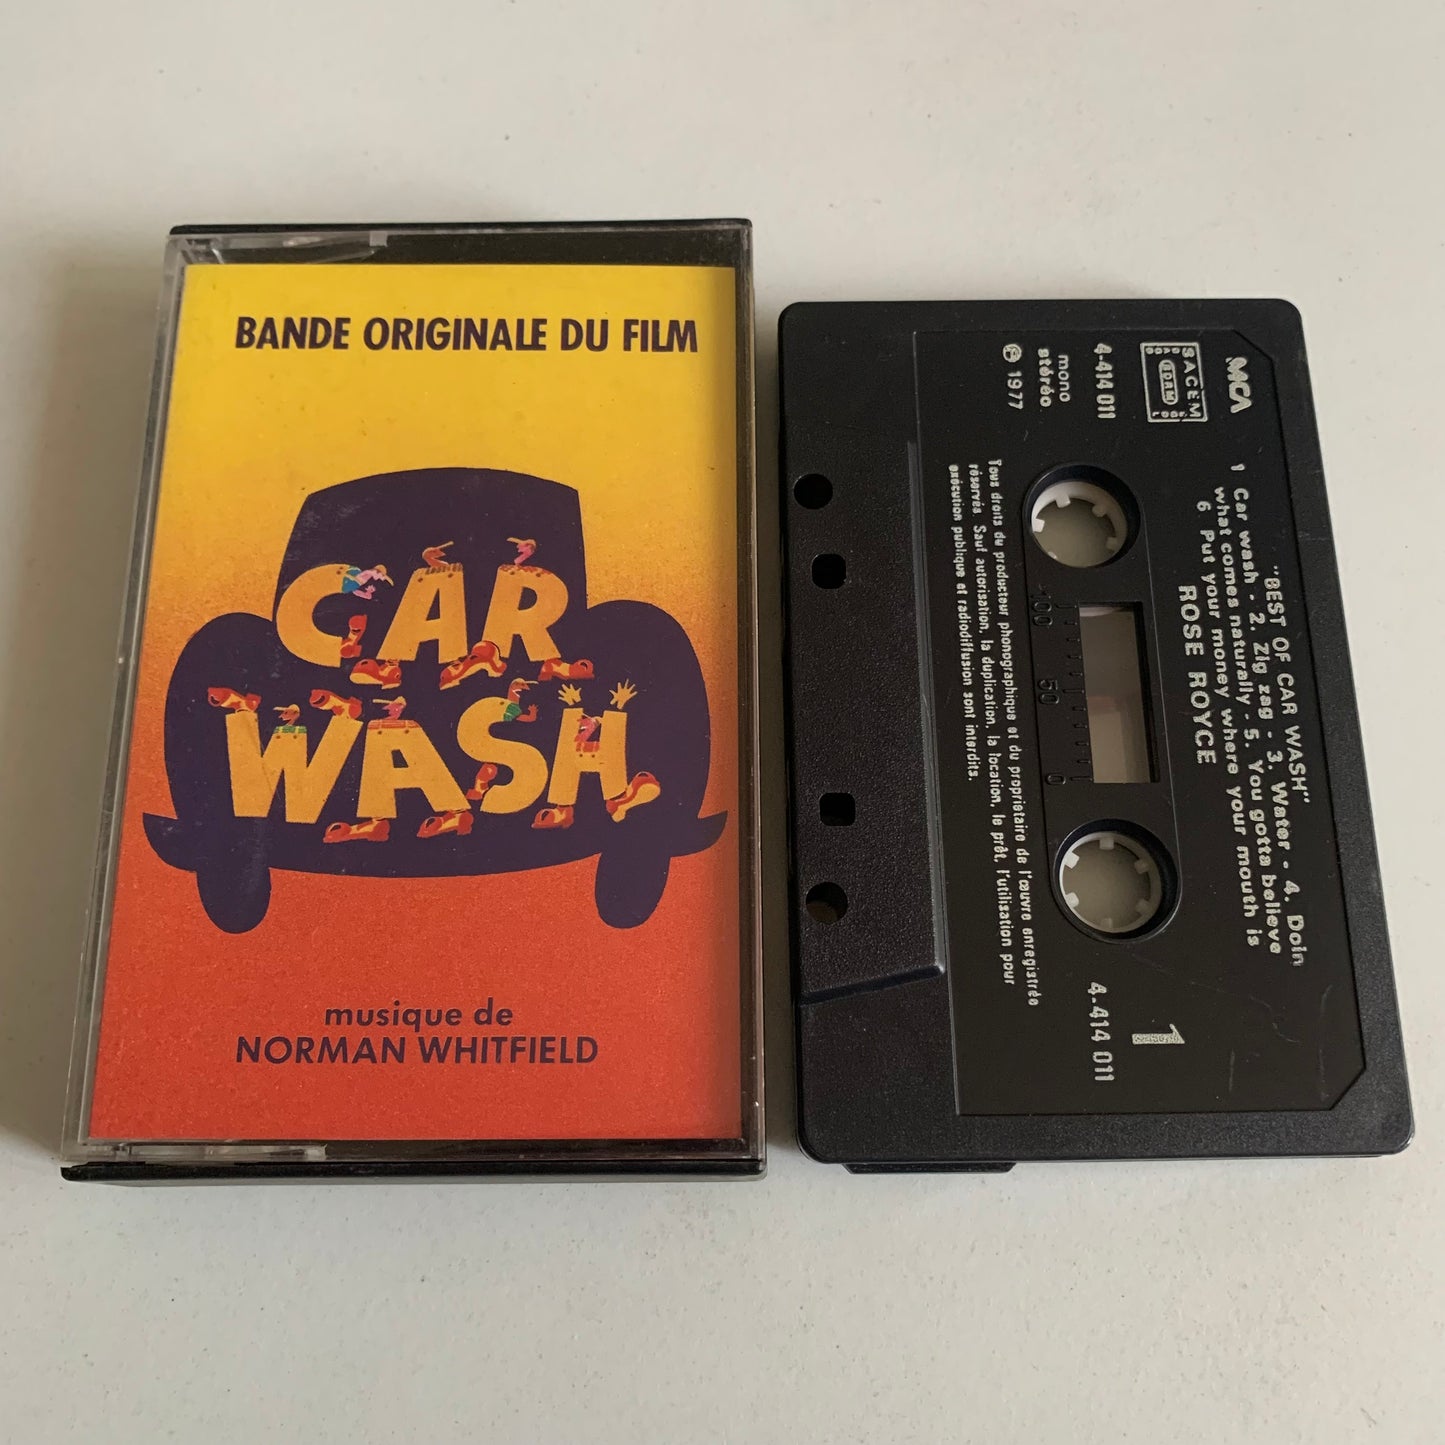 BANDE ORIGINALE DU FILM
CAR
WASH
musique de
NORMAN WHITFIELD
MCA
SACEM
4-414 011
mono
stéréo
℗ 1977
"BEST OF CAR WASH"
1 Car wash - 2. Zig zag - 3. Water - 4. Doin
what comes naturally - 5. You gotta believe
6 Put your money where your mouth is
ROSE ROYCE
100 50 0
Tous droits du producteur phonographique et du propriétaire de l'œuvre enregistrée
réservés. Sauf autorisation, la duplication, la location, le prêt, l'utilisation pour
exécution publique et radiodiffusion sont interdits.
1
4-414 011